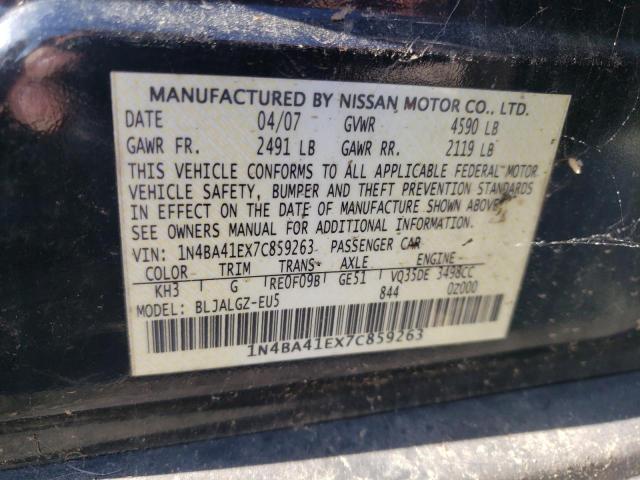 MANUFACTURED BY NISSAN MOTOR CO., LTD.
DATE 04/07 GVWR 4590 LB
GAWR FR. 2491 LB GAWR RR. 2119 LB
THIS VEHICLE CONFORMS TO ALL APPLICABLE FEDERAL MOTOR
VEHICLE SAFETY, BUMPER AND THEFT PREVENTION STANDARDS
IN EFFECT ON THE DATE OF MANUFACTURE SHOWN ABOVE.
SEE OWNERS MANUAL FOR ADDITIONAL INFORMATION.
VIN: 1N4BA41EX7C859263 PASSENGER CAR
COLOR TRIM TRANS- AXLE ENGINE
KH3 G RE0F09B GE51 VQ35DE 3498CC
MODEL: BLJALGZ-EU5 844 0Z000
1N4BA41EX7C859263